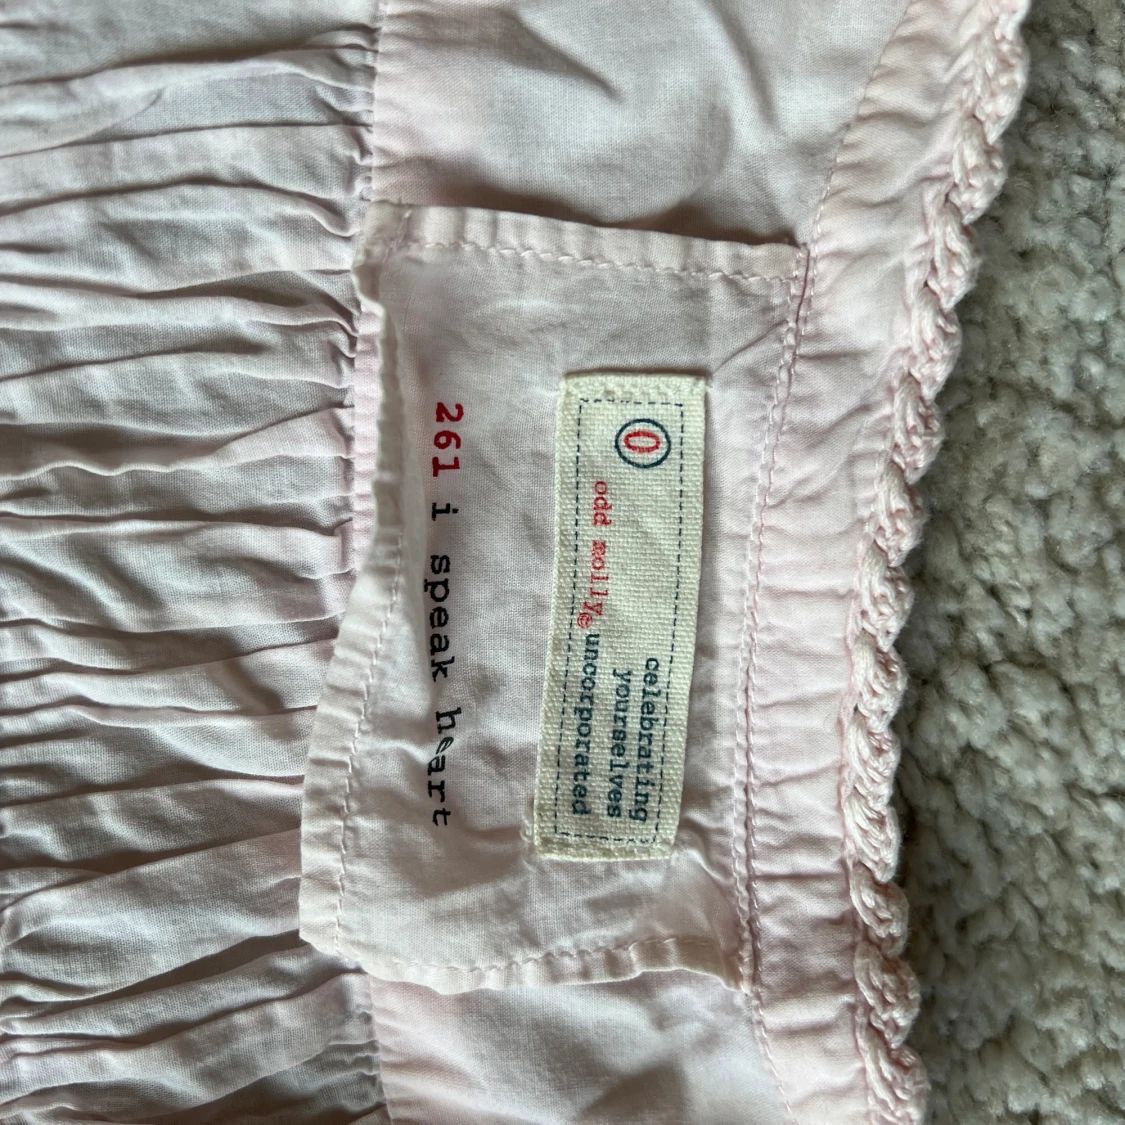 0
odd molly®
celebrating
yourselves
uncorporated
261 i speak heart